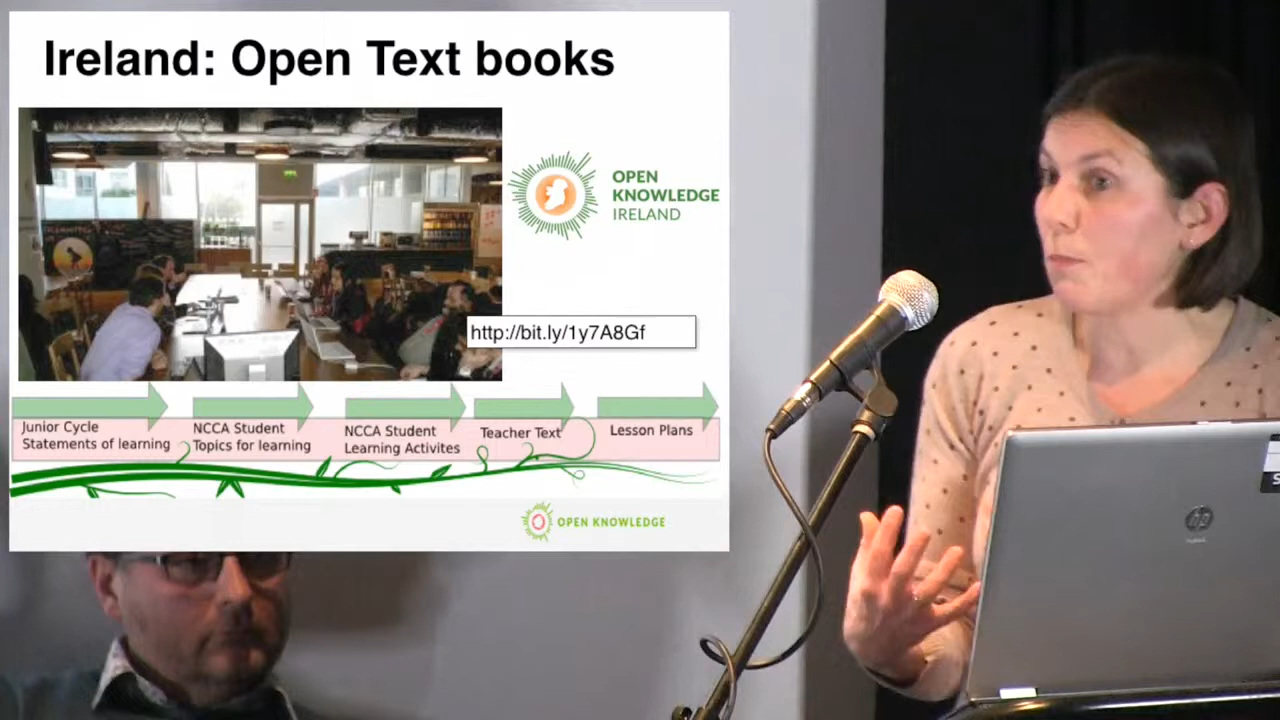 Ireland: Open Text books
OPEN
KNOWLEDGE
IRELAND
http://bit.ly/1y7A8Gf
Junior Cycle
Statements of learning
NCCA Student
Topics for learning
NCCA Student
Learning Activites
Teacher Text
Lesson Plans
OPEN KNOWLEDGE
hp